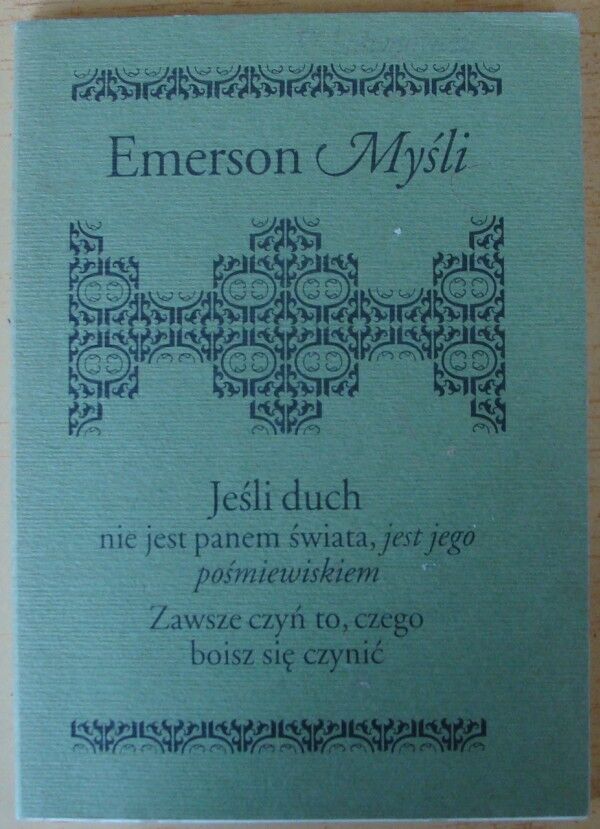 Emerson Myśli
Jeśli duch
nie jest panem świata, jest jego
pośmiewiskiem
Zawsze czyń to, czego
boisz się czynić